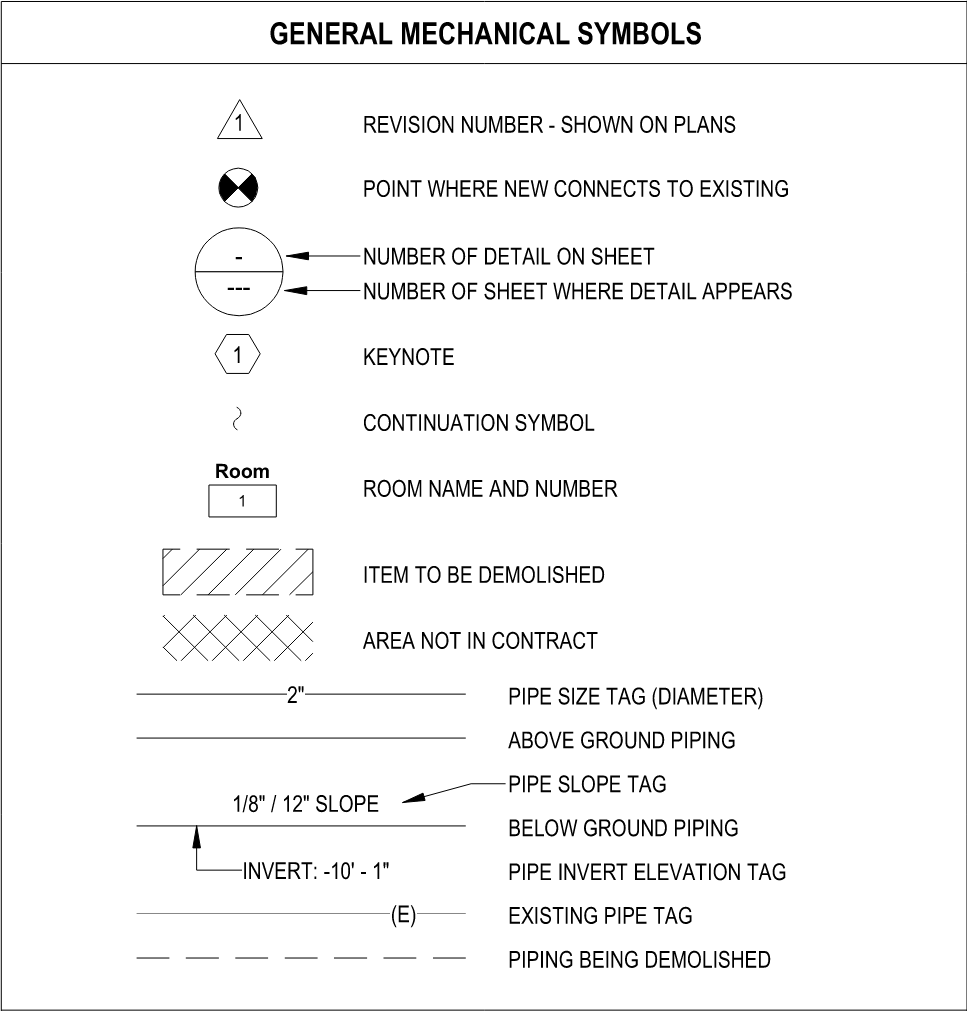 GENERAL MECHANICAL SYMBOLS
1 REVISION NUMBER - SHOWN ON PLANS
POINT WHERE NEW CONNECTS TO EXISTING
- NUMBER OF DETAIL ON SHEET
--- NUMBER OF SHEET WHERE DETAIL APPEARS
1 KEYNOTE
CONTINUATION SYMBOL
Room
1
ROOM NAME AND NUMBER
ITEM TO BE DEMOLISHED
AREA NOT IN CONTRACT
2" PIPE SIZE TAG (DIAMETER)
ABOVE GROUND PIPING
PIPE SLOPE TAG
1/8" / 12" SLOPE
BELOW GROUND PIPING
INVERT: -10' - 1" PIPE INVERT ELEVATION TAG
(E) EXISTING PIPE TAG
PIPING BEING DEMOLISHED